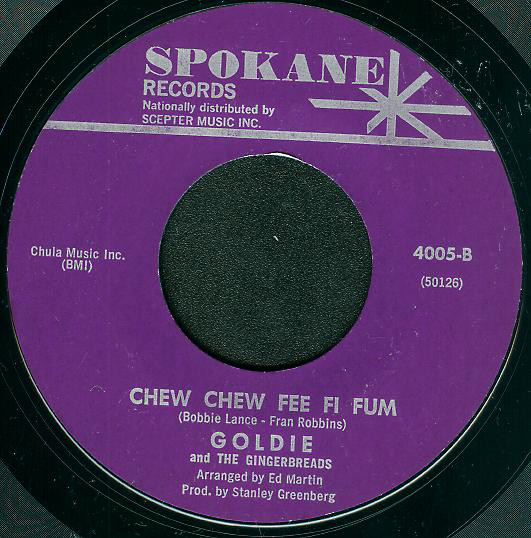 SPOKANE
RECORDS
Nationally distributed by
SCEPTER MUSIC INC.
Chula Music Inc.
(BMI)
4005-B
(50126)
CHEW CHEW FEE FI FUM
(Bobbie Lance - Fran Robbins)
GOLDIE
and THE GINGERBREADS
Arranged by Ed Martin
Prod. by Stanley Greenberg